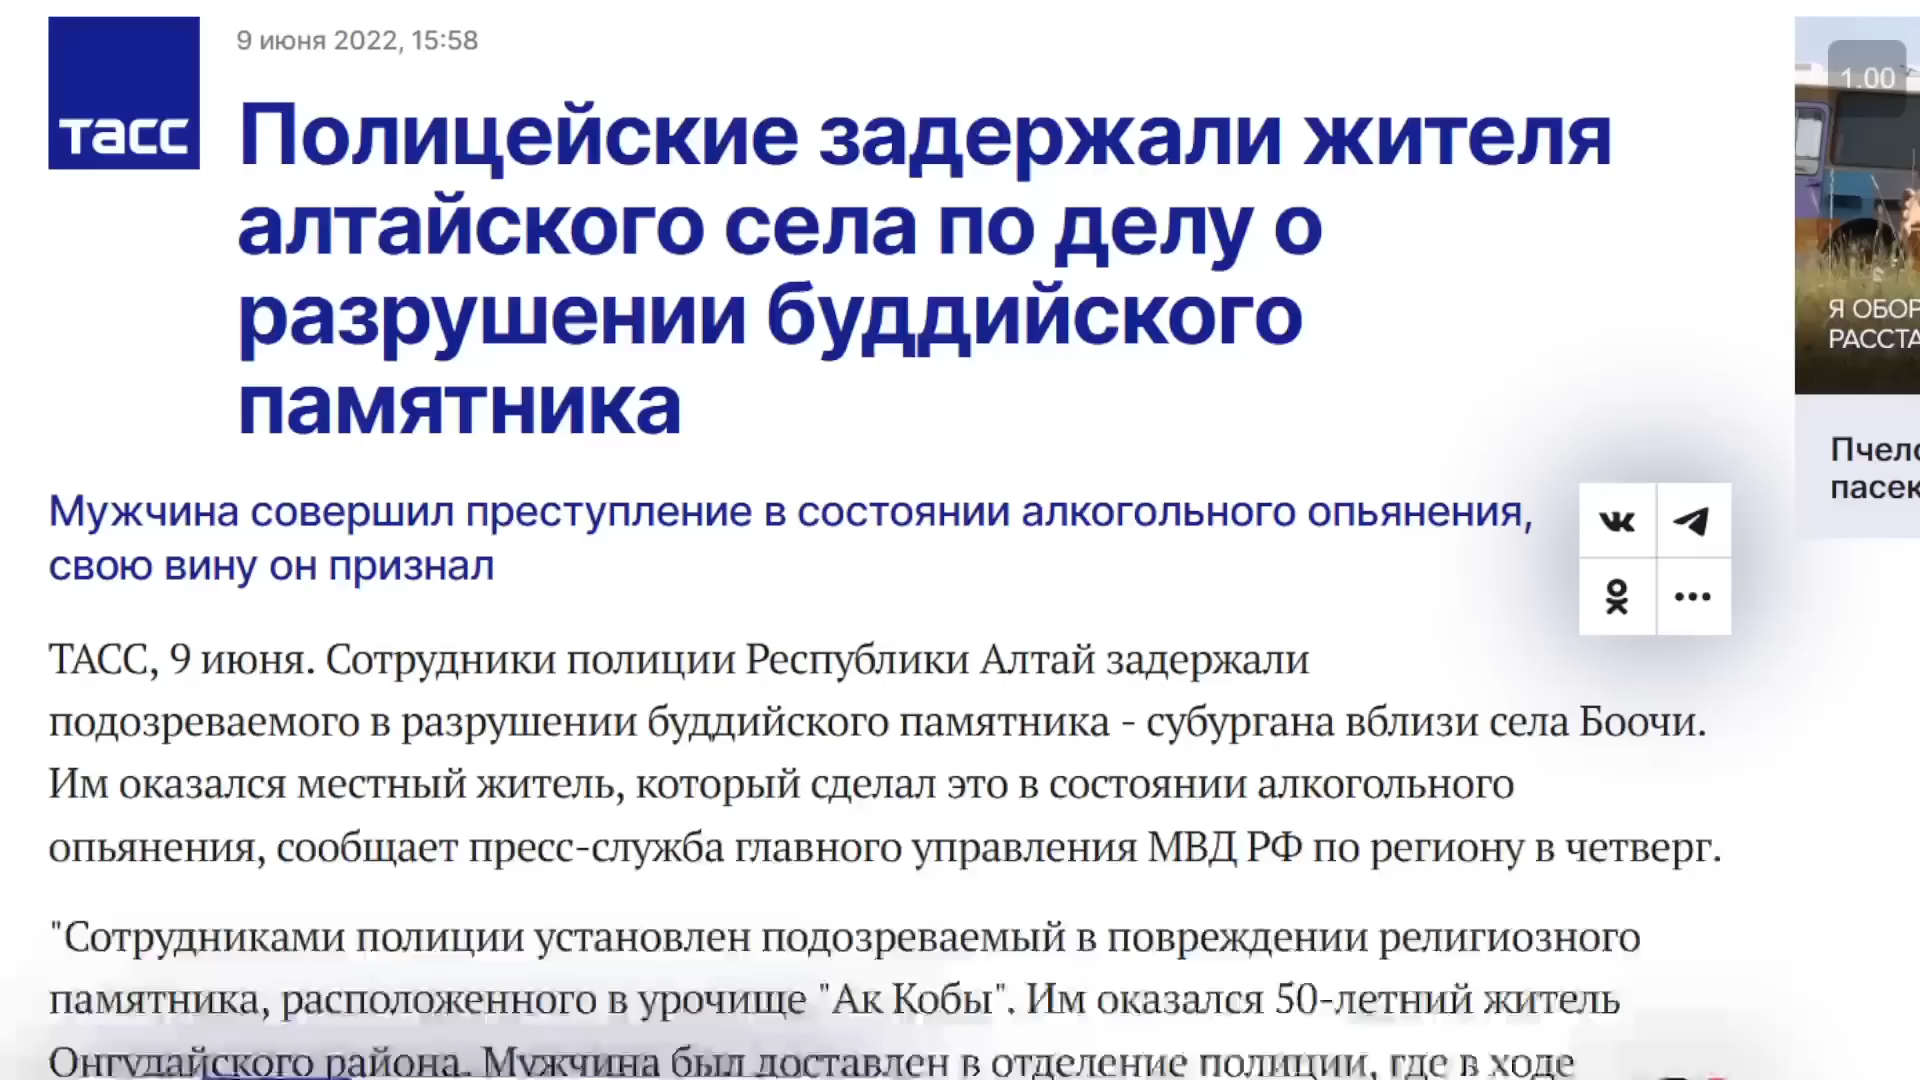 9 июня 2022, 15:58
тасс
Полицейские задержали жителя
алтайского села по делу о
разрушении буддийского
памятника
Мужчина совершил преступление в состоянии алкогольного опьянения,
свою вину он признал
ТАСС, 9 июня. Сотрудники полиции Республики Алтай задержали
подозреваемого в разрушении буддийского памятника - субургана вблизи села Боочи.
Им оказался местный житель, который сделал это в состоянии алкогольного
опьянения, сообщает пресс-служба главного управления МВД РФ по региону в четверг.
"Сотрудниками полиции установлен подозреваемый в повреждении религиозного
памятника, расположенного в урочище "Ак Кобы". Им оказался 50-летний житель
Онгудайского района. Мужчина был доставлен в отделение полиции, где в ходе
1.00
Я ОБОР
РАССТА
Пчело
пасек